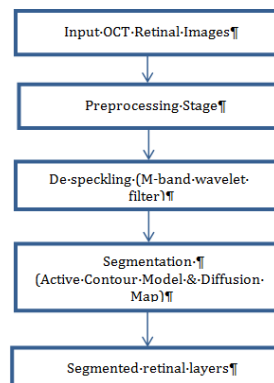 Input·OCT·Retinal·Images¶
Preprocessing·Stage¶
De·speckling·(M-band·wavelet·
filter)¶
Segmentation·¶
(Active·Contour·Model·&·Diffusion·
Map)¶
Segmented·retinal·layers¶